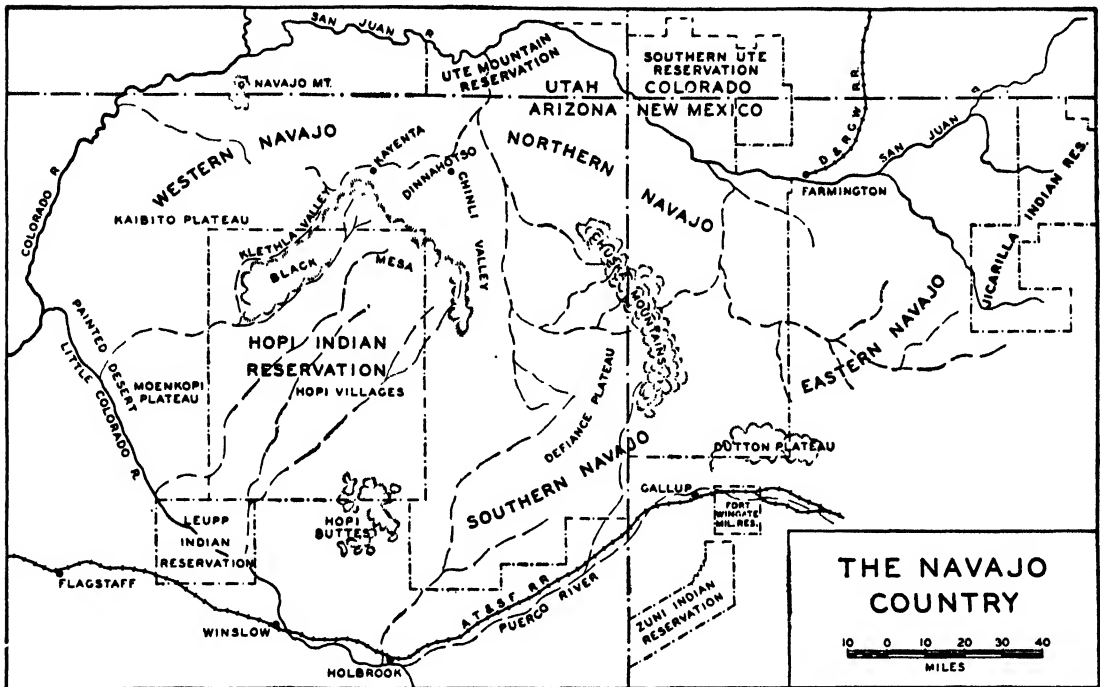 SAN JUAN R.
UTE MOUNTAIN
RESERVATION
SOUTHERN UTE
RESERVATION
COLORADO
UTAH
ARIZONA
NEW MEXICO
NAVAJO MT.
D. & R.G.W. RR.
SAN JUAN R.
WESTERN NAVAJO
KAYENTA
DINNAHOTSO
NORTHERN NAVAJO
FARMINGTON
JICARILLA INDIAN RES.
COLORADO R.
KAIBITO PLATEAU
KLETHLA VALLEY
BLACK MESA
CHINLI VALLEY
CHUSKA MOUNTAINS
EASTERN NAVAJO
PAINTED DESERT
LITTLE COLORADO R.
MOENKOPI
PLATEAU
HOPI INDIAN
RESERVATION
HOPI VILLAGES
DEFIANCE PLATEAU
SOUTHERN NAVAJO
DUTTON PLATEAU
GALLUP
FORT
WINGATE
MIL. RES.
LEUPP
INDIAN
RESERVATION
HOPI
BUTTES
FLAGSTAFF
WINSLOW
HOLBROOK
A.T. & S.F. R.R.
PUERCO RIVER
ZUNI INDIAN
RESERVATION
THE NAVAJO
COUNTRY
10 0 10 20 30 40
MILES